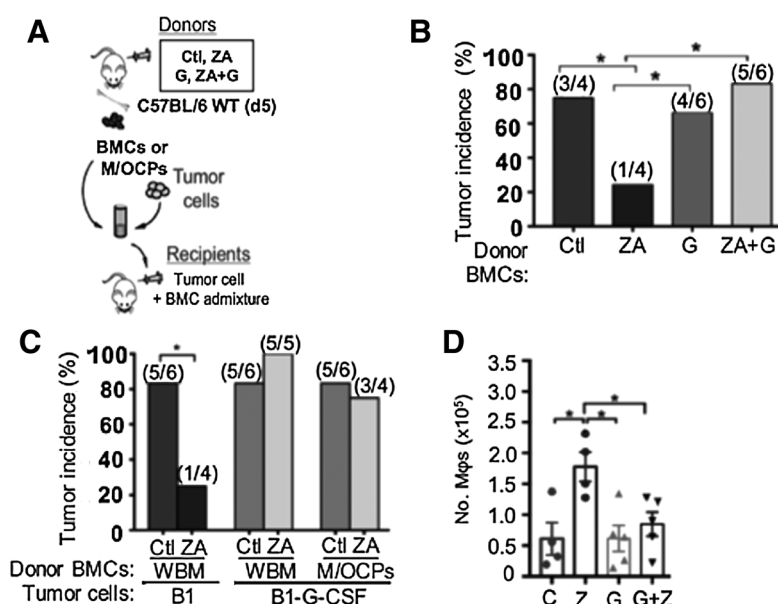 A
Donors
Ctl, ZA
G, ZA+G
C57BL/6 WT (d5)
BMCs or
M/OCPs
Tumor
cells
Recipients
Tumor cell
+ BMC admixture
B
Tumor incidence (%)
100
80
60
40
20
0
*
*
*
(3/4)
(1/4)
(4/6)
(5/6)
Donor
BMCs:
Ctl ZA G ZA+G
C
Tumor incidence (%)
100
80
60
40
20
0
*
(5/6)
(1/4)
(5/6)
(5/5)
(5/6)
(3/4)
Ctl ZA Ctl ZA Ctl ZA
Donor BMCs: WBM WBM M/OCPs
Tumor cells: B1 B1-G-CSF
D
No. Mφs (x10⁵)
3.5
3.0
2.5
2.0
1.5
1.0
0.5
0.0
*
*
*
C Z G G+Z